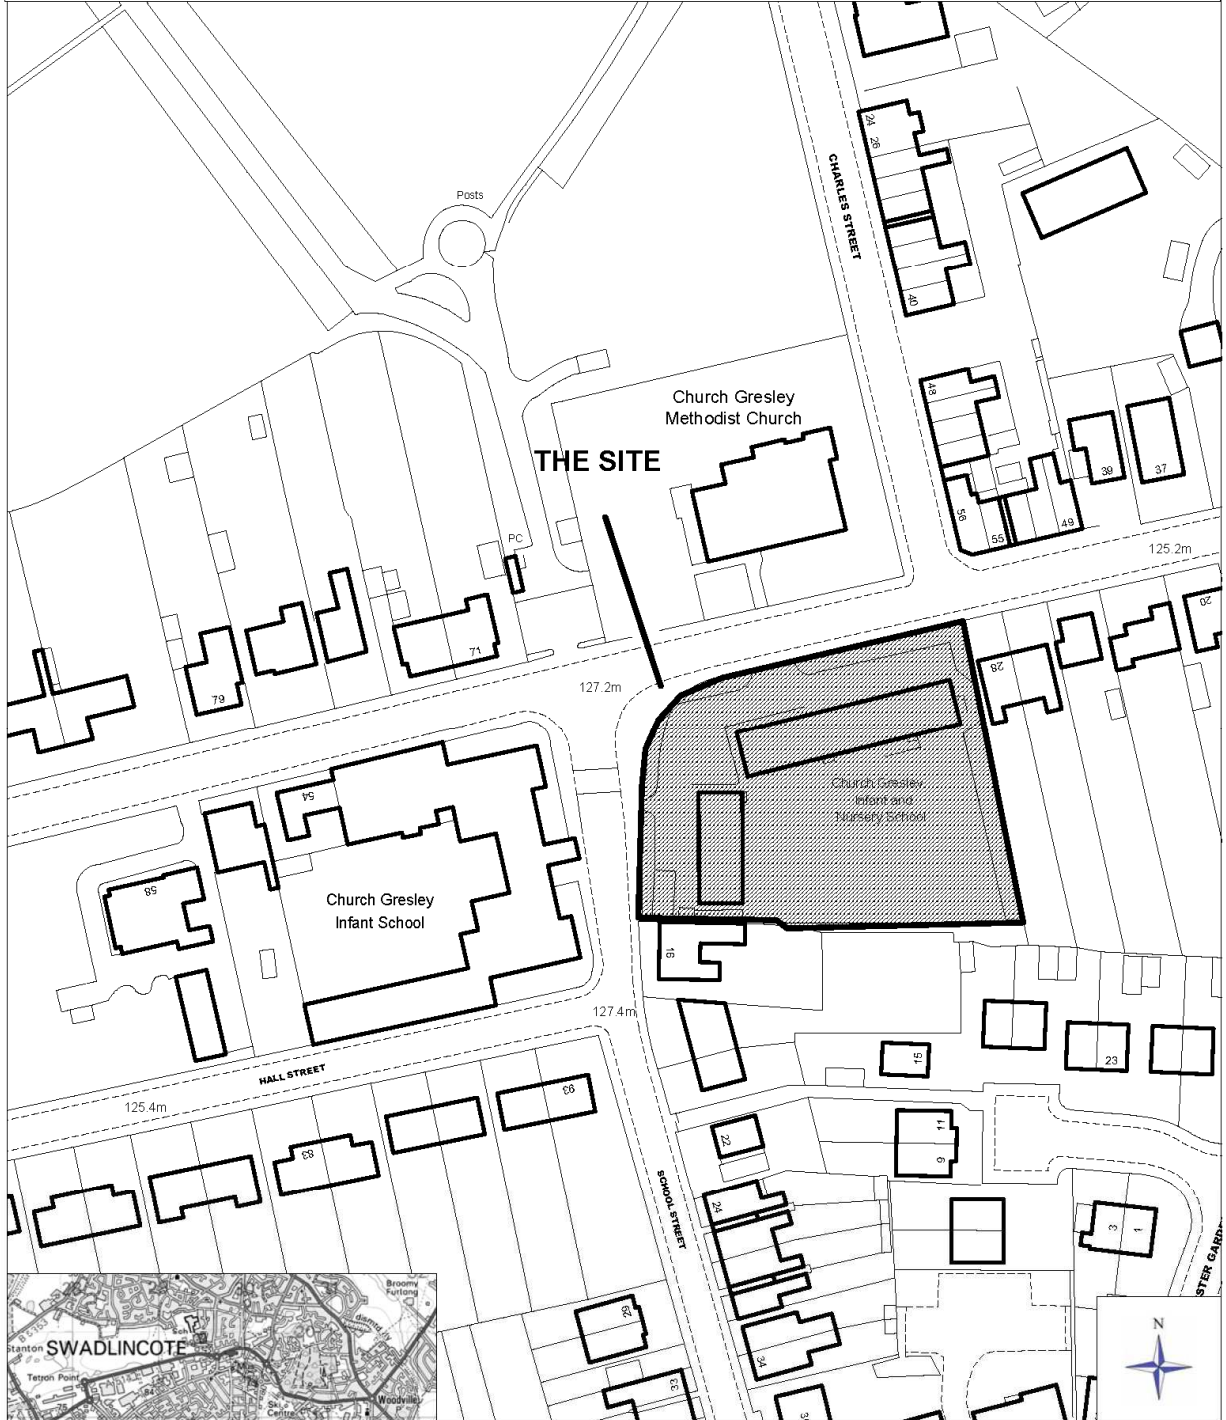 24
26
CHARLES STREET
Posts
40
Church Gresley
Methodist Church
48
THE SITE
39
37
56
55
49
125.2m
PC
20
71
28
79
127.2m
54
Church Gresley
Infant and
Nursery School
58
Church Gresley
Infant School
16
127.4m
15
23
HALL STREET
125.4m
93
83
22
11
9
SCHOOL STREET
24
3
1
29
34
33
Broomy
Furlong
Stanton
SWADLINCOTE
Tetron Point
Ski
Centre
Woodville
N